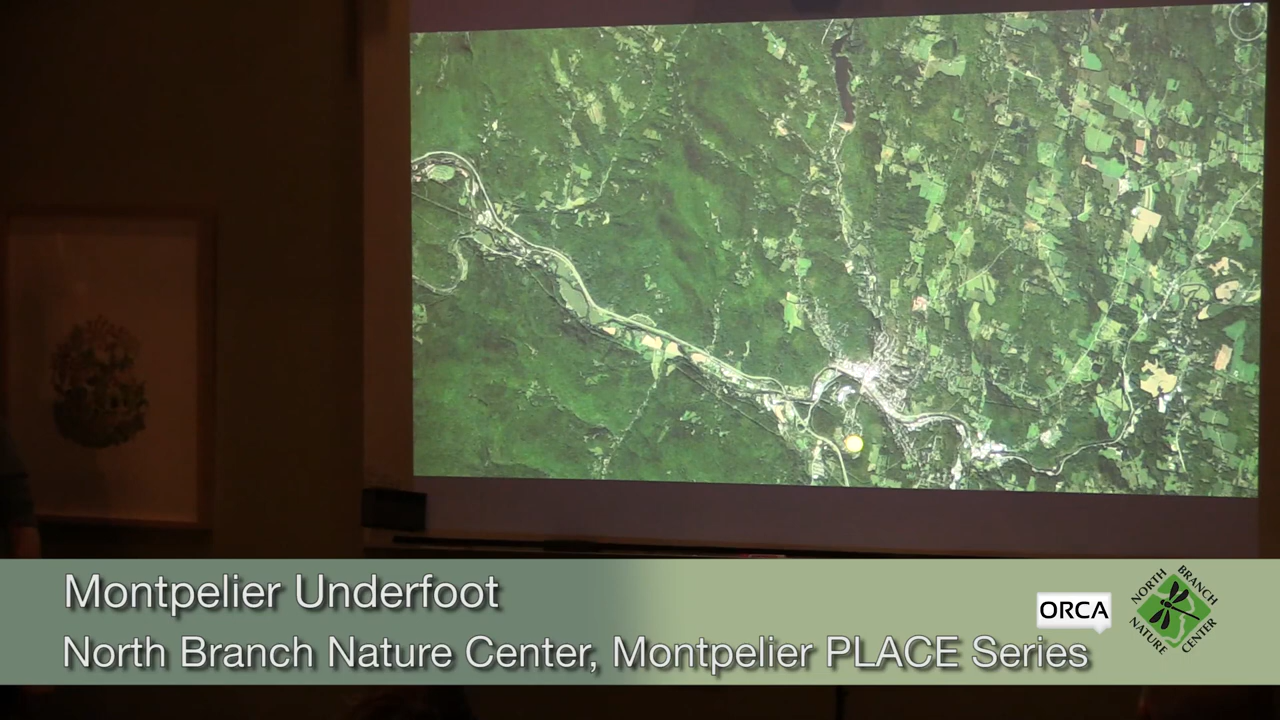 Montpelier Underfoot
North Branch Nature Center, Montpelier PLACE Series
ORCA
NORTH BRANCH
NATURE CENTER